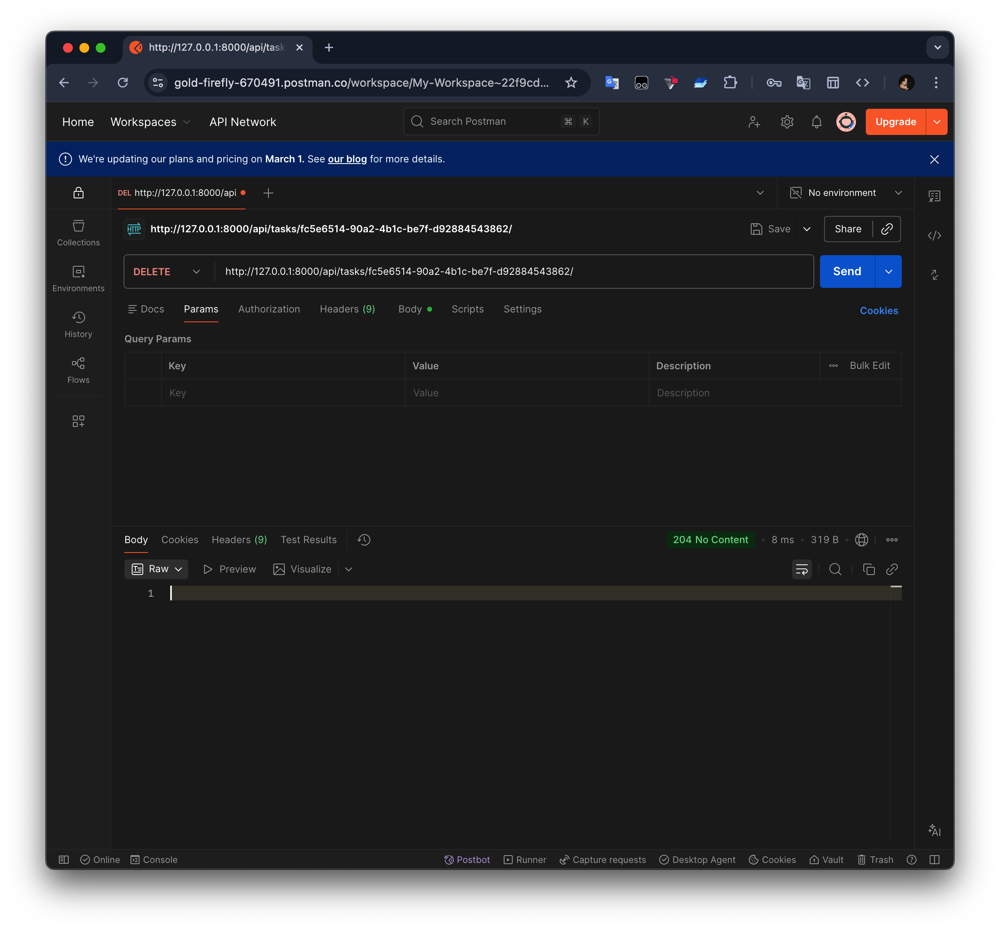 http://127.0.0.1:8000/api/task
gold-firefly-670491.postman.co/workspace/My-Workspace~22f9cd...
Home Workspaces API Network Search Postman ⌘ K Upgrade
We're updating our plans and pricing on March 1. See our blog for more details.
DEL http://127.0.0.1:8000/api No environment
HTTP http://127.0.0.1:8000/api/tasks/fc5e6514-90a2-4b1c-be7f-d92884543862/ Save Share
Collections
DELETE http://127.0.0.1:8000/api/tasks/fc5e6514-90a2-4b1c-be7f-d92884543862/ Send
Environments
Docs Params Authorization Headers (9) Body Scripts Settings Cookies
History
Query Params
Key Value Description Bulk Edit
Flows
Key Value Description
Body Cookies Headers (9) Test Results 204 No Content 8 ms 319 B
Raw Preview Visualize
1
AI
Online Console Postbot Runner Capture requests Desktop Agent Cookies Vault Trash